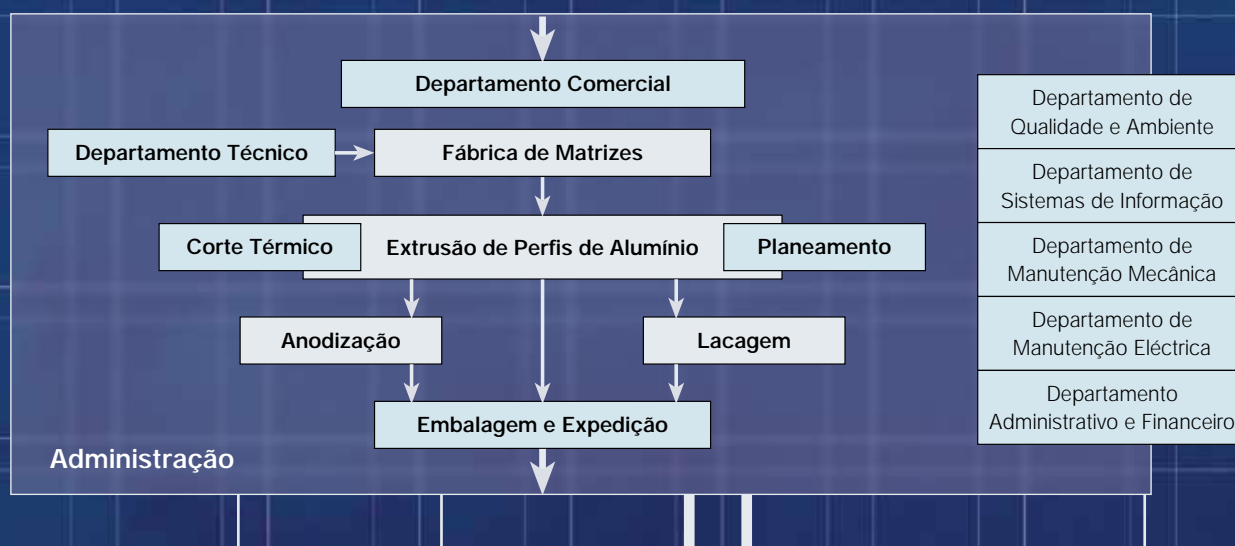 Departamento Comercial
Departamento Técnico
Fábrica de Matrizes
Corte Térmico
Extrusão de Perfis de Alumínio
Planeamento
Anodização
Lacagem
Embalagem e Expedição
Administração
Departamento de
Qualidade e Ambiente
Departamento de
Sistemas de Informação
Departamento de
Manutenção Mecânica
Departamento de
Manutenção Eléctrica
Departamento
Administrativo e Financeiro